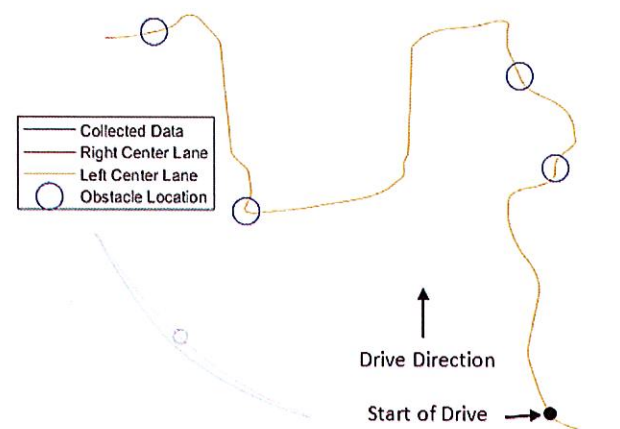 Collected Data
Right Center Lane
Left Center Lane
Obstacle Location
Drive Direction
Start of Drive